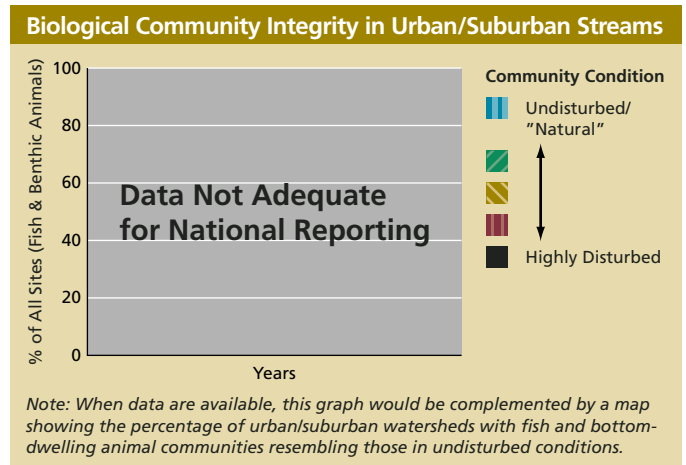 Biological Community Integrity in Urban/Suburban Streams
% of All Sites (Fish & Benthic Animals)
100
80
60
40
20
0
Data Not Adequate
for National Reporting
Years
Community Condition
Undisturbed/
”Natural”
Highly Disturbed
Note: When data are available, this graph would be complemented by a map
showing the percentage of urban/suburban watersheds with fish and bottom-
dwelling animal communities resembling those in undisturbed conditions.